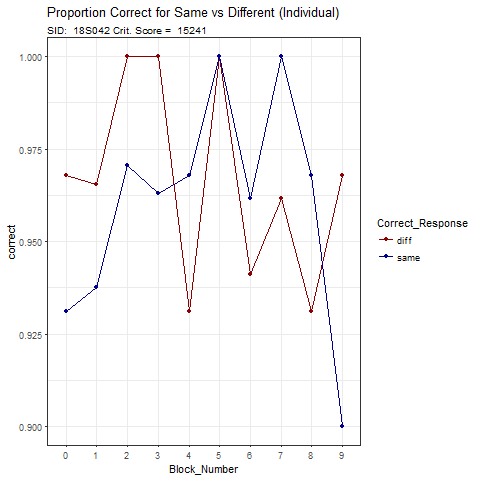 Proportion Correct for Same vs Different (Individual)
SID:  18S042 Crit. Score =  15241
1.000
0.975
0.950
0.925
0.900
correct
0 1 2 3 4 5 6 7 8 9
Block_Number
Correct_Response
diff
same